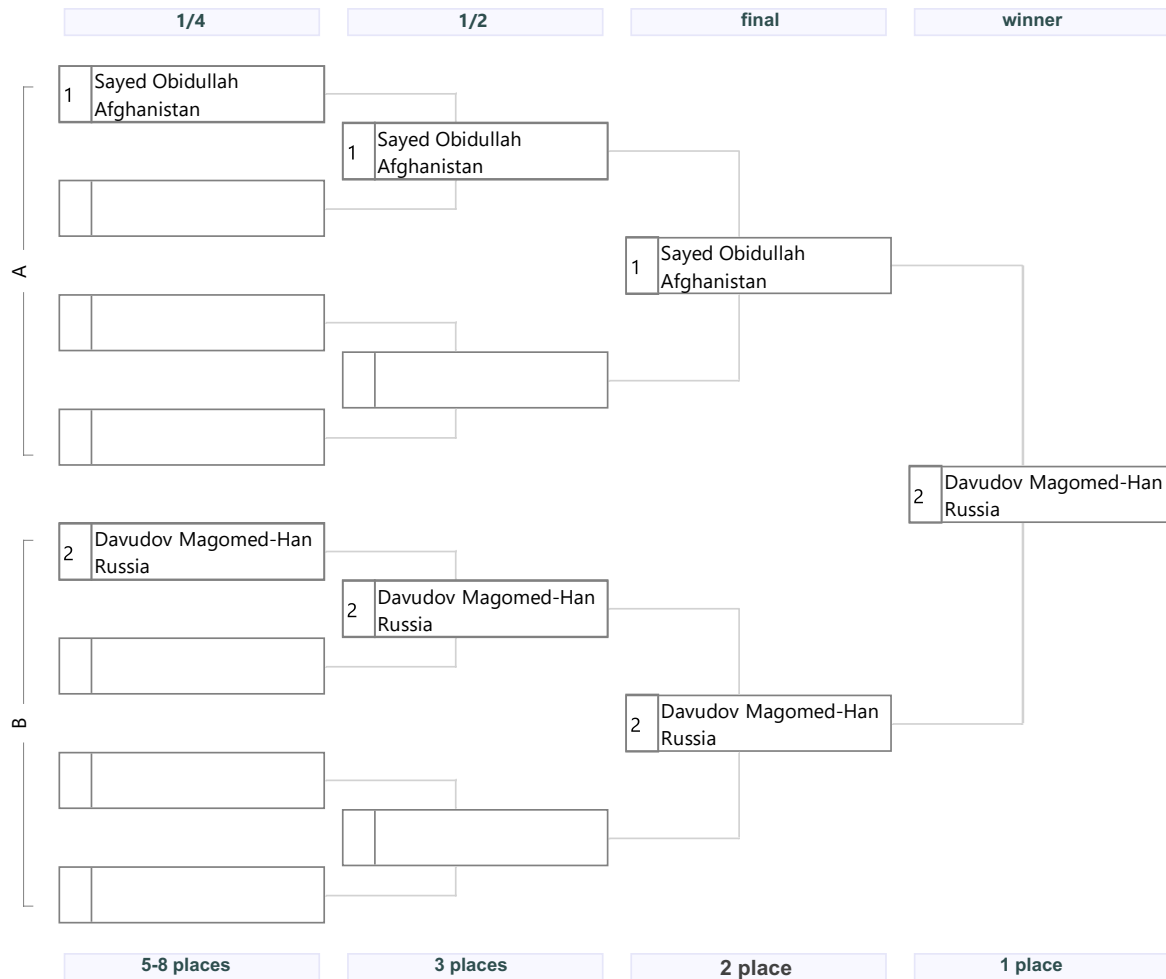 1/4 1/2 final winner
1 Sayed Obidullah
Afghanistan
1 Sayed Obidullah
Afghanistan
A
1 Sayed Obidullah
Afghanistan
2 Davudov Magomed-Han
Russia
2 Davudov Magomed-Han
Russia
2 Davudov Magomed-Han
Russia
B
2 Davudov Magomed-Han
Russia
5-8 places 3 places 2 place 1 place